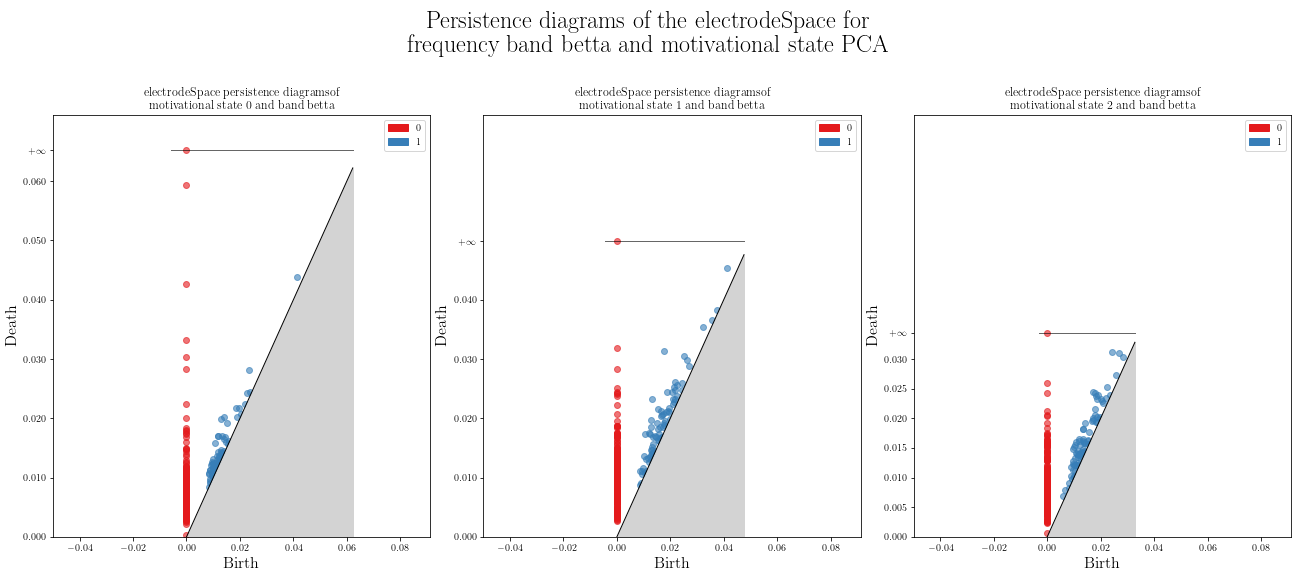 Persistence diagrams of the electrodeSpace for
frequency band betta and motivational state PCA
electrodeSpace persistence diagramsof
motivational state 0 and band betta
0
1
+∞
0.060
0.050
0.040
0.030
0.020
0.010
0.000
Death
−0.04 −0.02 0.00 0.02 0.04 0.06 0.08
Birth
electrodeSpace persistence diagramsof
motivational state 1 and band betta
0
1
+∞
0.040
0.030
0.020
0.010
0.000
Death
−0.04 −0.02 0.00 0.02 0.04 0.06 0.08
Birth
electrodeSpace persistence diagramsof
motivational state 2 and band betta
0
1
+∞
0.030
0.025
0.020
0.015
0.010
0.005
0.000
Death
−0.04 −0.02 0.00 0.02 0.04 0.06 0.08
Birth